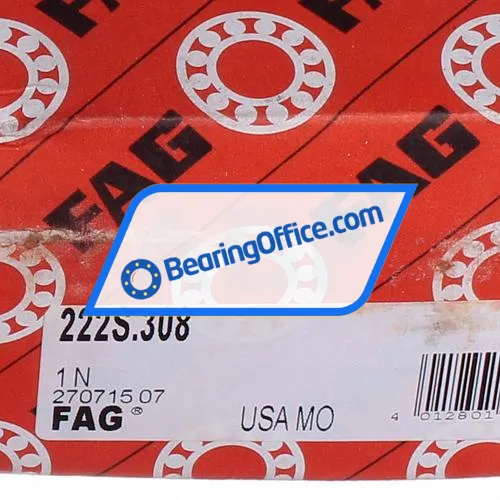 FAG
FAG
BearingOffice.com
222S.308
1 N
270715 07
FAG®
USA MO
4 012801